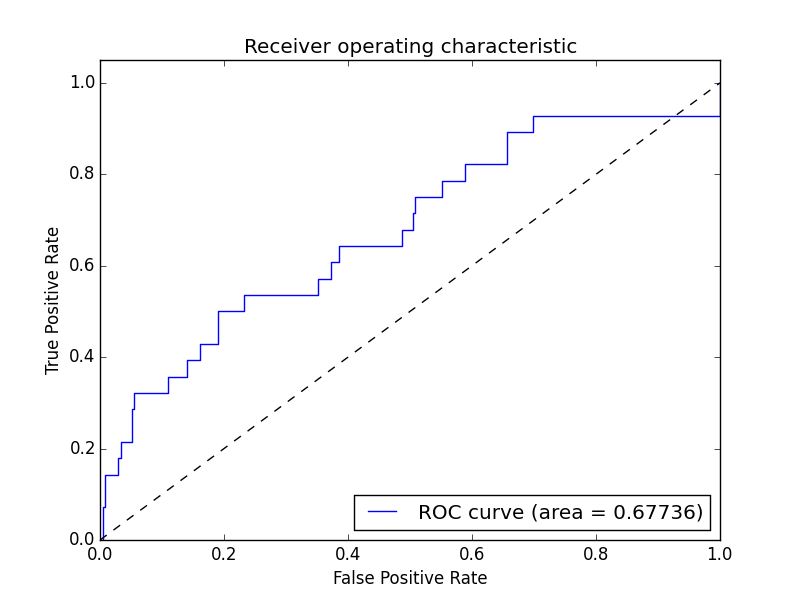 Receiver operating characteristic
1.0
0.8
0.6
0.4
0.2
0.0
True Positive Rate
ROC curve (area = 0.67736)
0.0 0.2 0.4 0.6 0.8 1.0
False Positive Rate